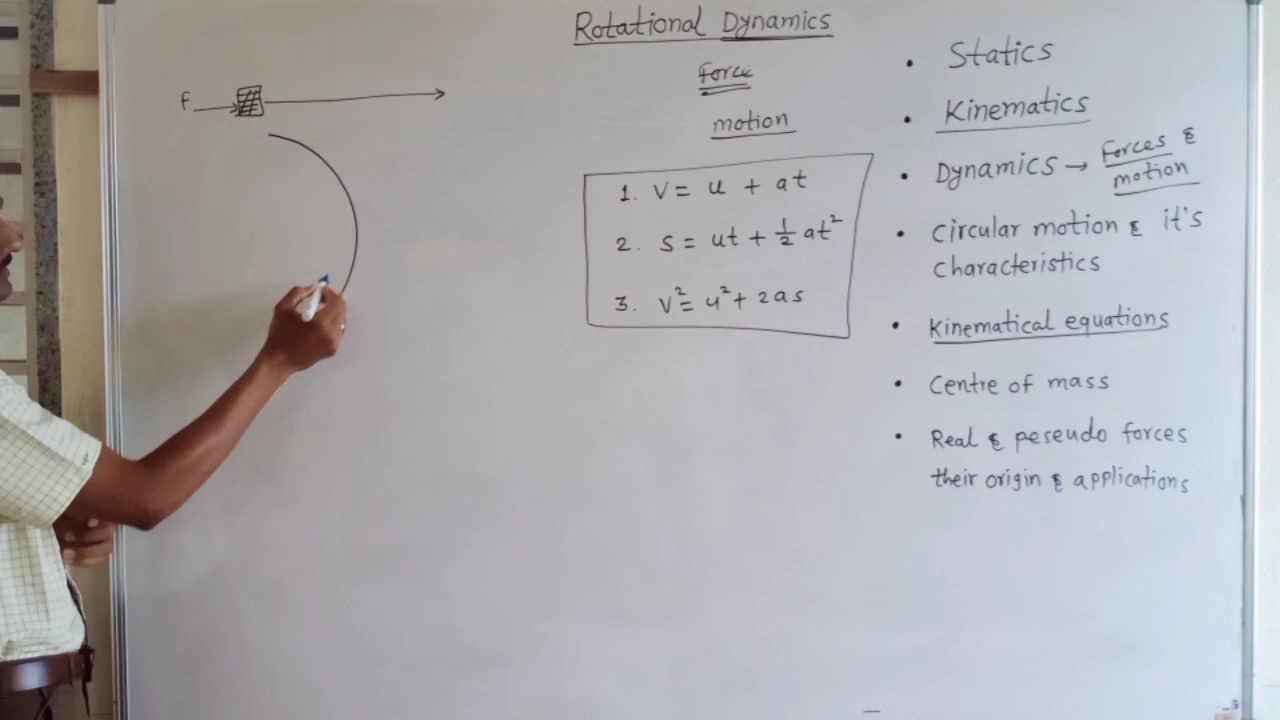 Rotational Dynamics
Force
motion
F
1. V = u + at
2. S = ut + 1/2 at²
3. V² = u² + 2as
• Statics
• Kinematics
• Dynamics → Forces &
motion
• Circular motion & it's
characteristics
• Kinematical equations
• Centre of mass
• Real & peseudo forces
their origin & applications